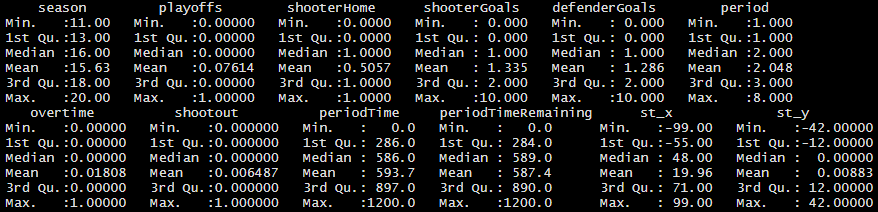 season playoffs shooterHome shooterGoals defenderGoals period
Min. :11.00 Min. :0.00000 Min. :0.0000 Min. : 0.000 Min. : 0.000 Min. :1.000
1st Qu.:13.00 1st Qu.:0.00000 1st Qu.:0.0000 1st Qu.: 0.000 1st Qu.: 0.000 1st Qu.:1.000
Median :16.00 Median :0.00000 Median :1.0000 Median : 1.000 Median : 1.000 Median :2.000
Mean :15.63 Mean :0.07614 Mean :0.5057 Mean : 1.335 Mean : 1.286 Mean :2.048
3rd Qu.:18.00 3rd Qu.:0.00000 3rd Qu.:1.0000 3rd Qu.: 2.000 3rd Qu.: 2.000 3rd Qu.:3.000
Max. :20.00 Max. :1.00000 Max. :1.0000 Max. :10.000 Max. :10.000 Max. :8.000
overtime shootout periodTime periodTimeRemaining st_x st_y
Min. :0.00000 Min. :0.000000 Min. : 0.0 Min. : 0.0 Min. :-99.00 Min. :-42.00000
1st Qu.:0.00000 1st Qu.:0.000000 1st Qu.: 286.0 1st Qu.: 284.0 1st Qu.:-55.00 1st Qu.:-12.00000
Median :0.00000 Median :0.000000 Median : 586.0 Median : 589.0 Median : 48.00 Median : 0.00000
Mean :0.01808 Mean :0.006487 Mean : 593.7 Mean : 587.4 Mean : 19.96 Mean : 0.00883
3rd Qu.:0.00000 3rd Qu.:0.000000 3rd Qu.: 897.0 3rd Qu.: 890.0 3rd Qu.: 71.00 3rd Qu.: 12.00000
Max. :1.00000 Max. :1.000000 Max. :1200.0 Max. :1200.0 Max. : 99.00 Max. : 42.00000